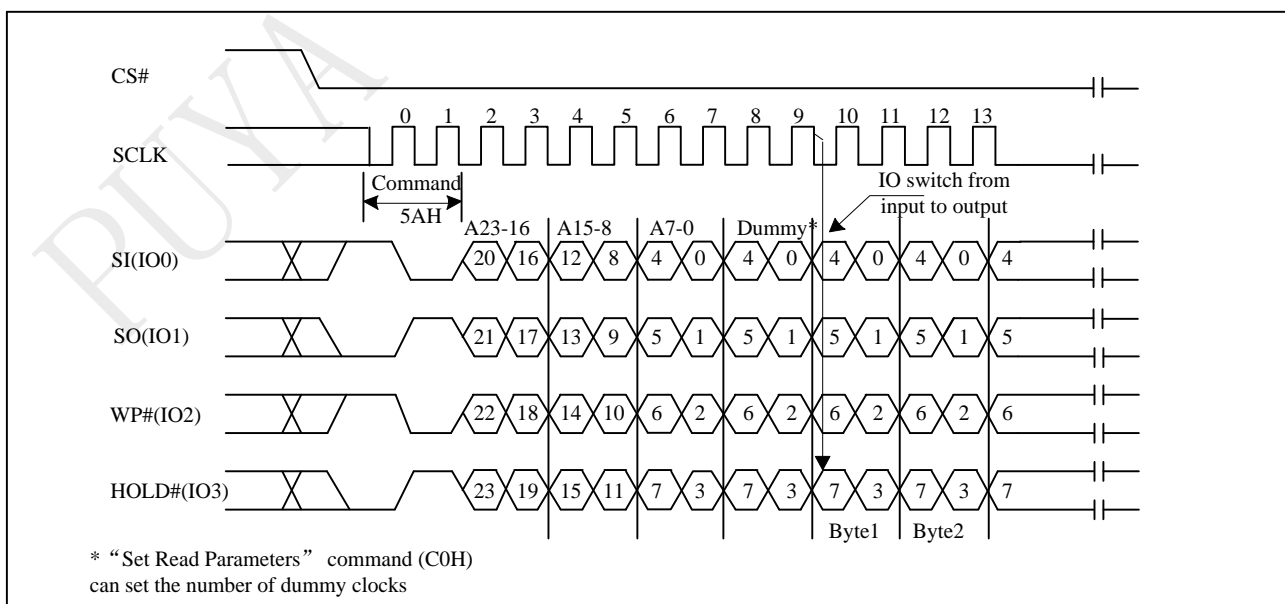 PUYA
CS#
0 1 2 3 4 5 6 7 8 9 10 11 12 13
SCLK
Command
5AH
IO switch from
input to output
A23-16 A15-8 A7-0 Dummy*
SI(IO0) 20 16 12 8 4 0 4 0 4 0 4 0 4
SO(IO1) 21 17 13 9 5 1 5 1 5 1 5 1 5
WP#(IO2) 22 18 14 10 6 2 6 2 6 2 6 2 6
HOLD#(IO3) 23 19 15 11 7 3 7 3 7 3 7 3 7
Byte1 Byte2
* “Set Read Parameters” command (C0H)
can set the number of dummy clocks